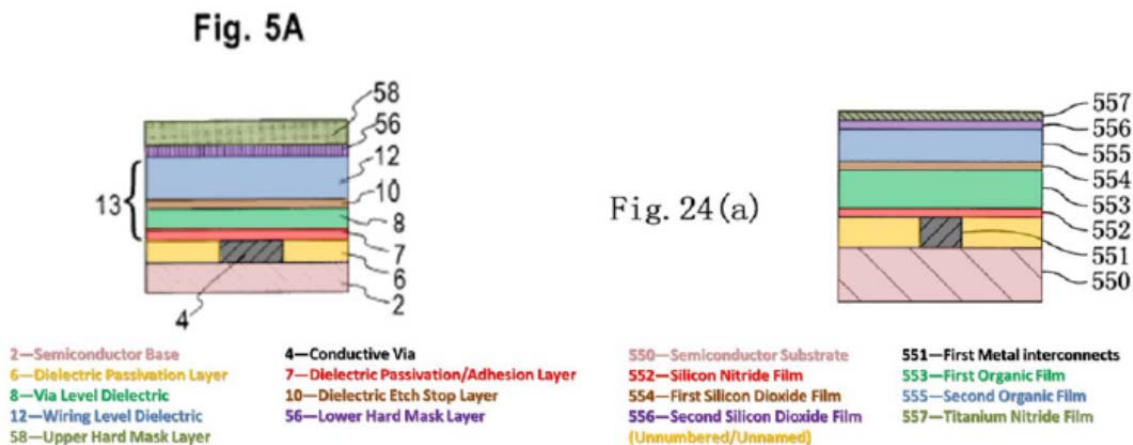 Fig. 5A
58
56
12
10
13
8
7
6
4
2
2—Semiconductor Base
4—Conductive Via
6—Dielectric Passivation Layer
7—Dielectric Passivation/Adhesion Layer
8—Via Level Dielectric
10—Dielectric Etch Stop Layer
12—Wiring Level Dielectric
56—Lower Hard Mask Layer
58—Upper Hard Mask Layer
Fig. 24(a)
557
556
555
554
553
552
551
550
550—Semiconductor Substrate
551—First Metal interconnects
552—Silicon Nitride Film
553—First Organic Film
554—First Silicon Dioxide Film
555—Second Organic Film
556—Second Silicon Dioxide Film
557—Titanium Nitride Film
(Unnumbered/Unnamed)